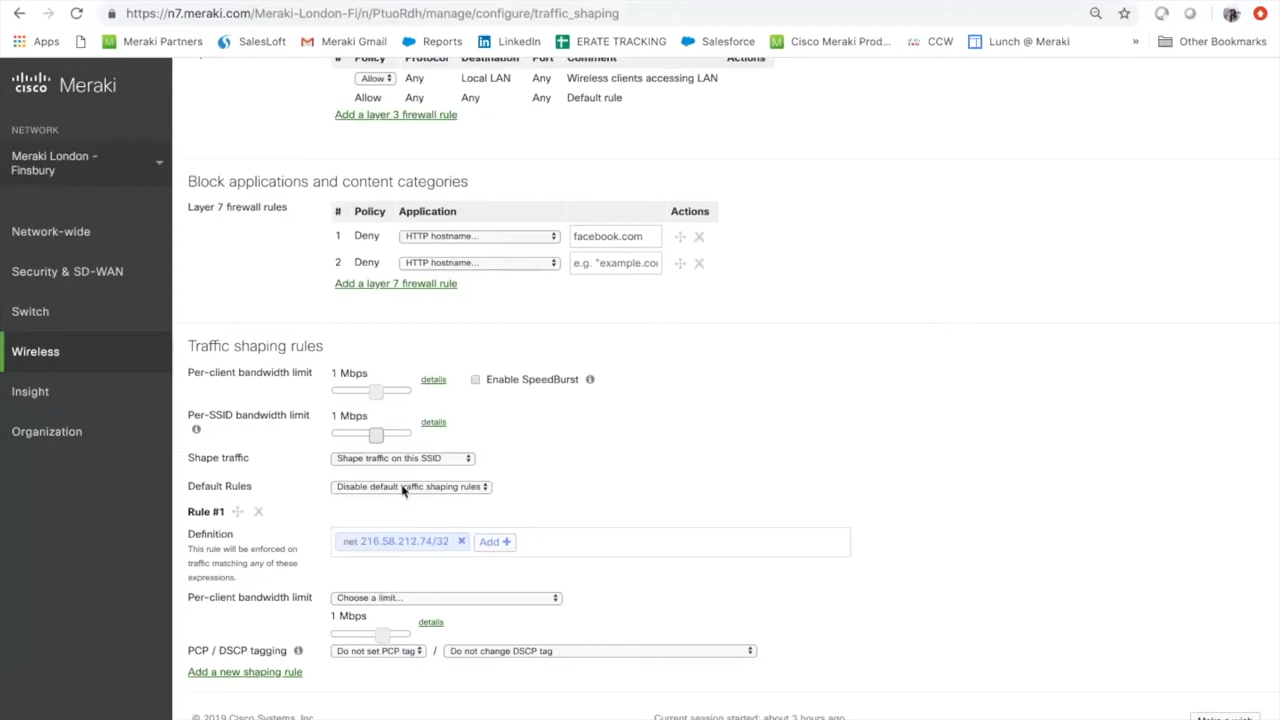 https://n7.meraki.com/Meraki-London-Fi/n/PtuoRdh/manage/configure/traffic_shaping
Apps Meraki Partners SalesLoft Meraki Gmail Reports LinkedIn ERATE TRACKING Salesforce Cisco Meraki Prod... CCW Lunch @ Meraki » Other Bookmarks
cisco Meraki
NETWORK
Meraki London -
Finsbury
Network-wide
Security & SD-WAN
Switch
Wireless
Insight
Organization
# Policy Protocol Destination Port Comment Actions
Allow Any Local LAN Any Wireless clients accessing LAN
Allow Any Any Any Default rule
Add a layer 3 firewall rule
Block applications and content categories
Layer 7 firewall rules
# Policy Application Actions
1 Deny HTTP hostname... facebook.com
2 Deny HTTP hostname... e.g. "example.co
Add a layer 7 firewall rule
Traffic shaping rules
Per-client bandwidth limit 1 Mbps details Enable SpeedBurst
Per-SSID bandwidth limit 1 Mbps details
Shape traffic Shape traffic on this SSID
Default Rules Disable default traffic shaping rules
Rule #1
Definition net 216.58.212.74/32 Add +
This rule will be enforced on
traffic matching any of these
expressions.
Per-client bandwidth limit Choose a limit...
1 Mbps details
PCP / DSCP tagging Do not set PCP tag / Do not change DSCP tag
Add a new shaping rule
© 2019 Cisco Systems, Inc. Current session started: about 3 hours ago Make a wish